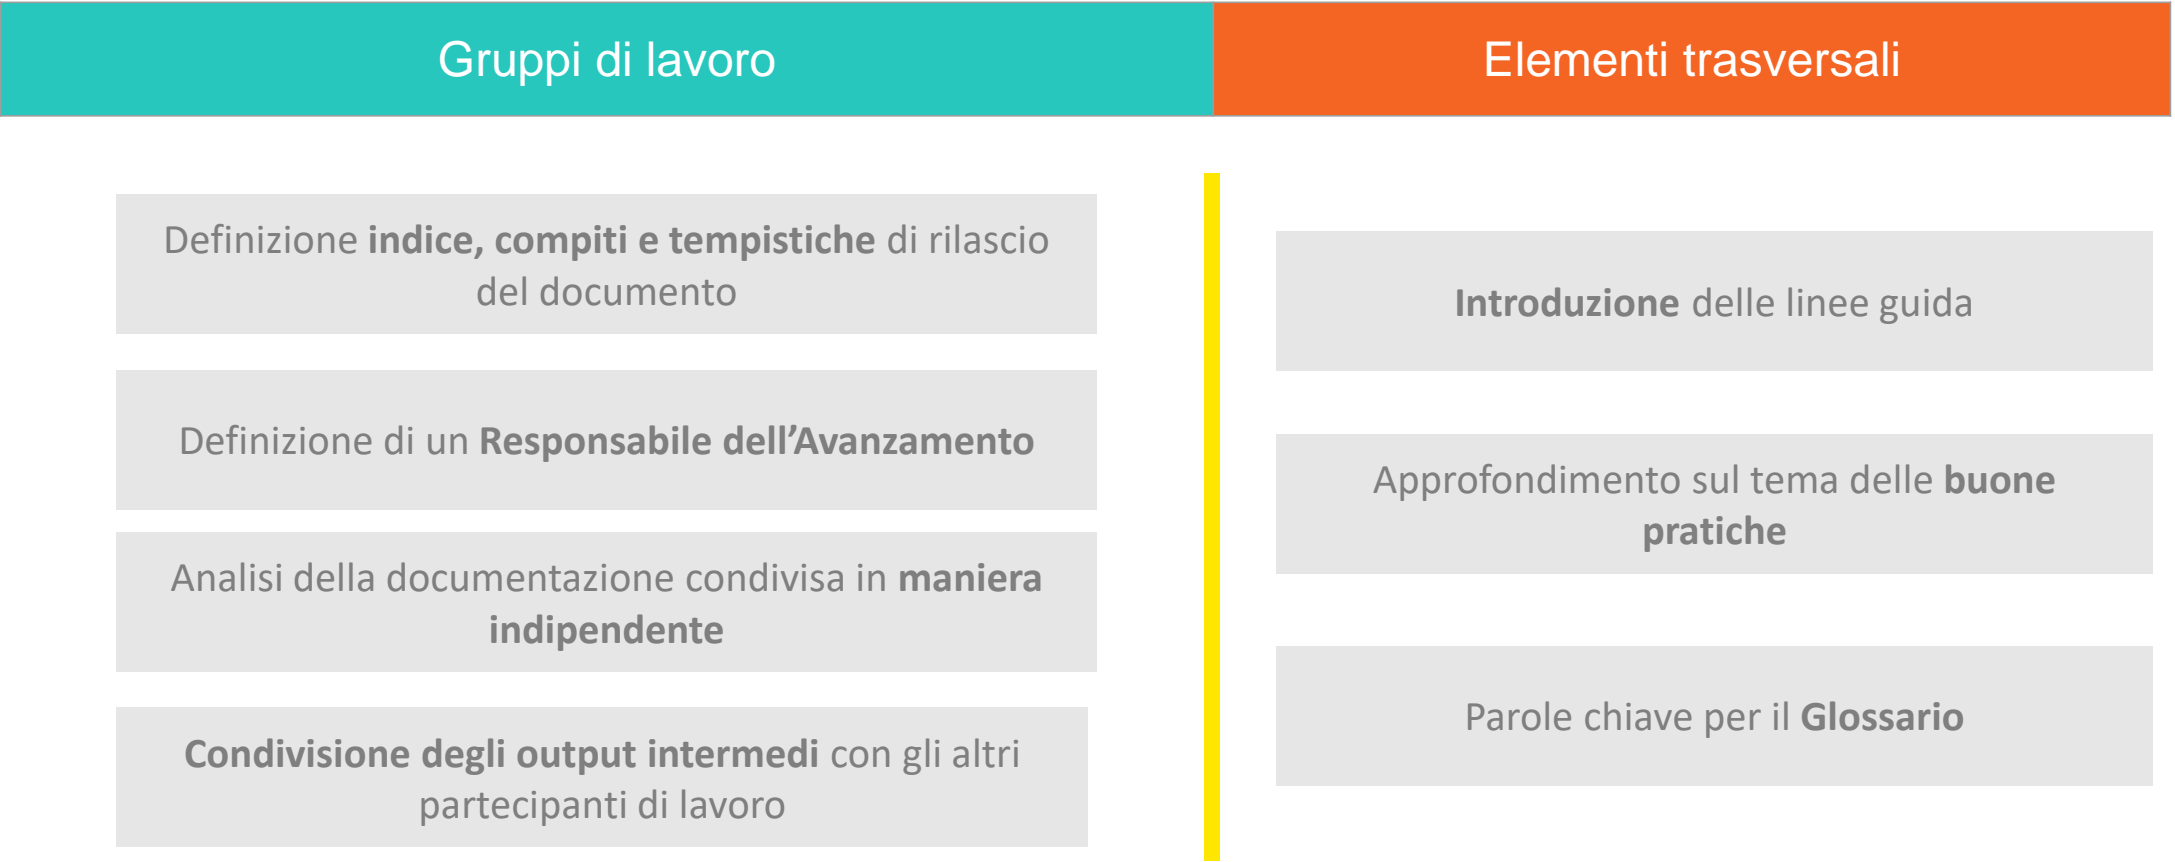 Gruppi di lavoro
Elementi trasversali
Definizione indice, compiti e tempistiche di rilascio
del documento
Definizione di un Responsabile dell’Avanzamento
Analisi della documentazione condivisa in maniera
indipendente
Condivisione degli output intermedi con gli altri
partecipanti di lavoro
Introduzione delle linee guida
Approfondimento sul tema delle buone
pratiche
Parole chiave per il Glossario